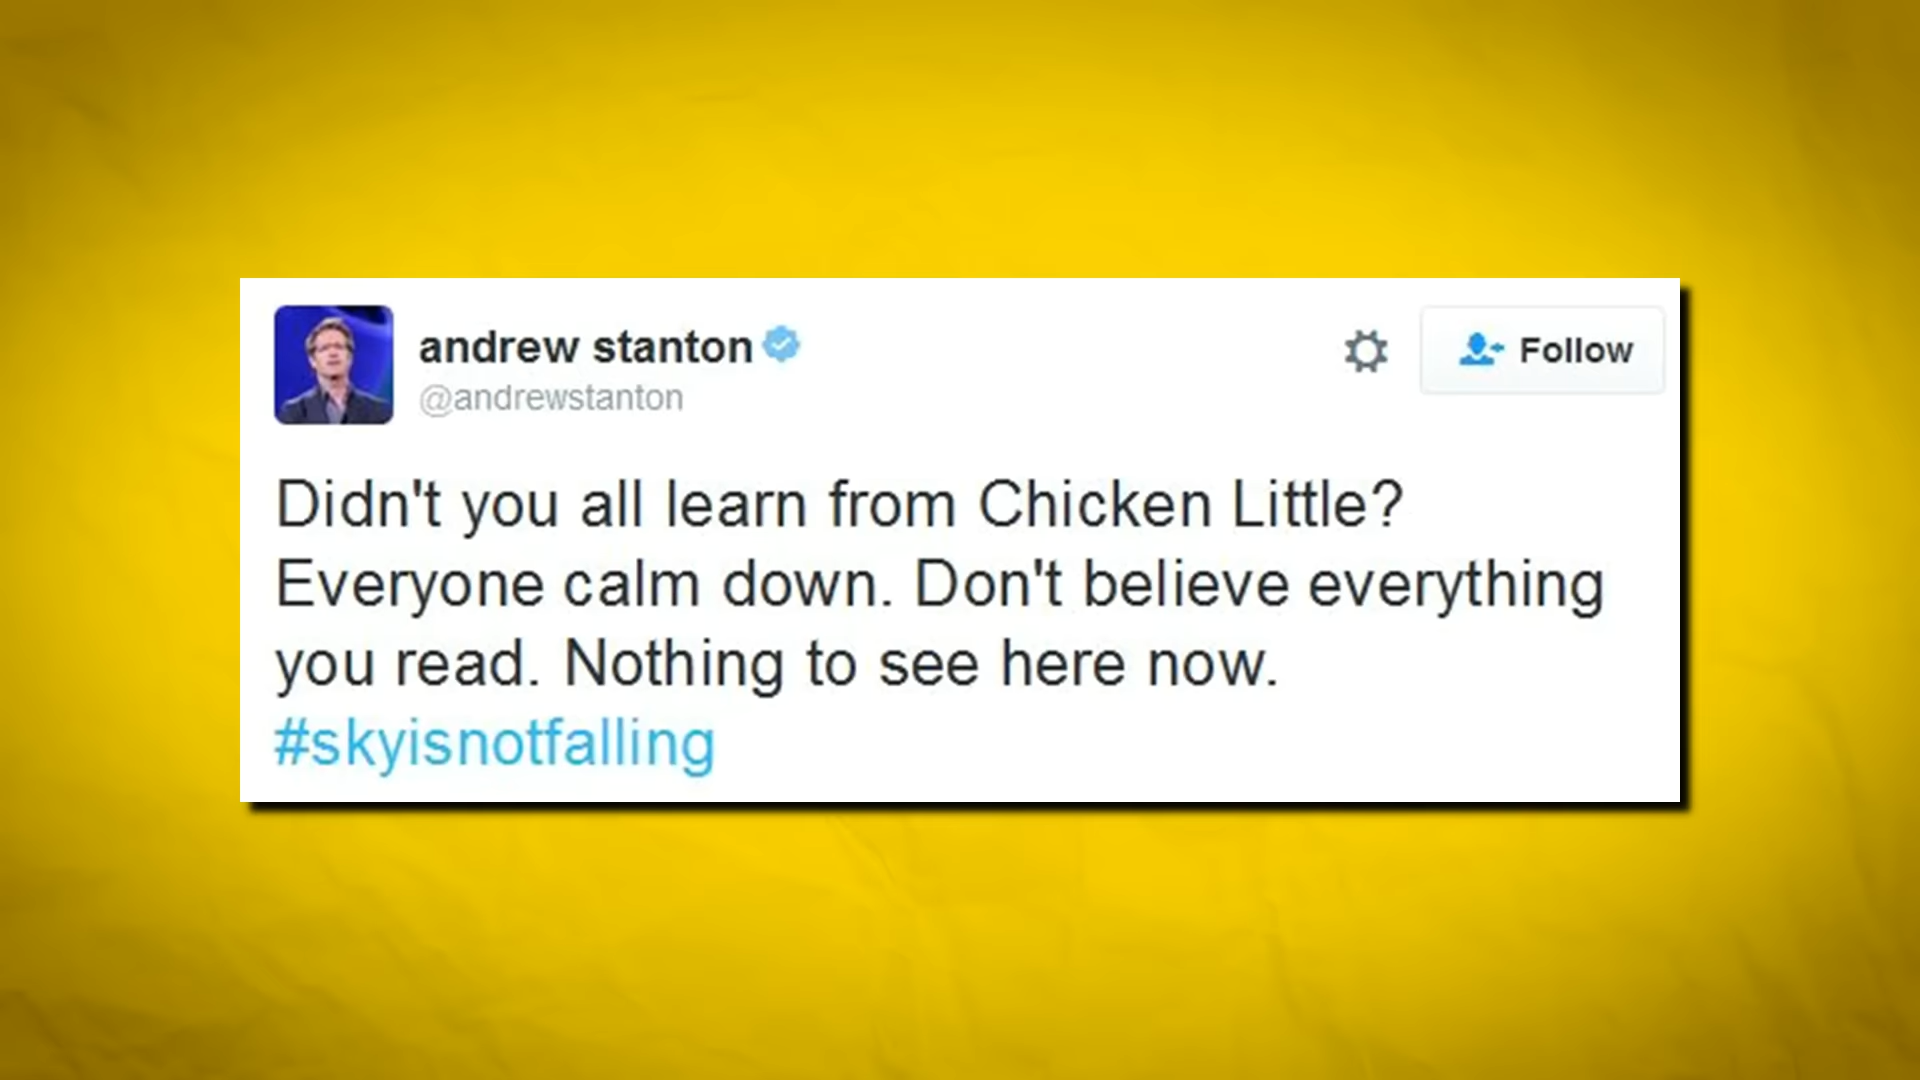 andrew stanton
@andrewstanton
Follow
Didn't you all learn from Chicken Little?
Everyone calm down. Don't believe everything
you read. Nothing to see here now.
#skyisnotfalling